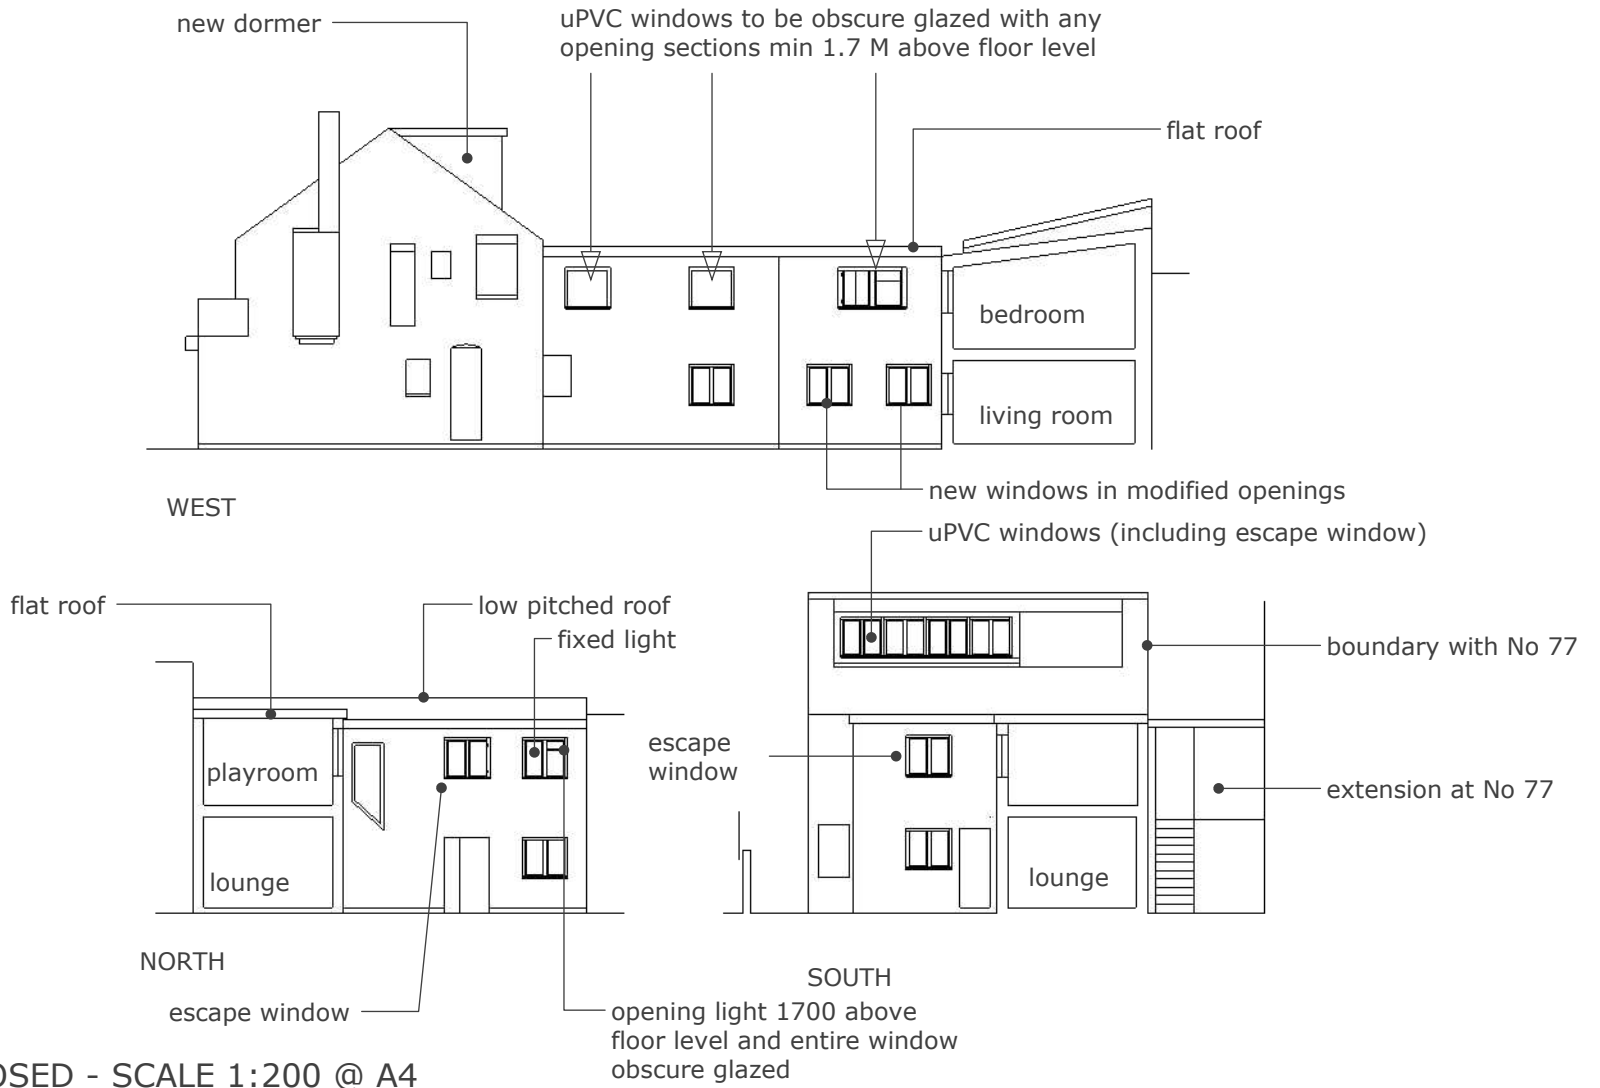 new dormer
uPVC windows to be obscure glazed with any
opening sections min 1.7 M above floor level
flat roof
bedroom
living room
new windows in modified openings
WEST
uPVC windows (including escape window)
flat roof
low pitched roof
fixed light
boundary with No 77
escape
window
playroom
extension at No 77
lounge
lounge
NORTH
SOUTH
escape window
opening light 1700 above
floor level and entire window
obscure glazed
OSED - SCALE 1:200 @ A4